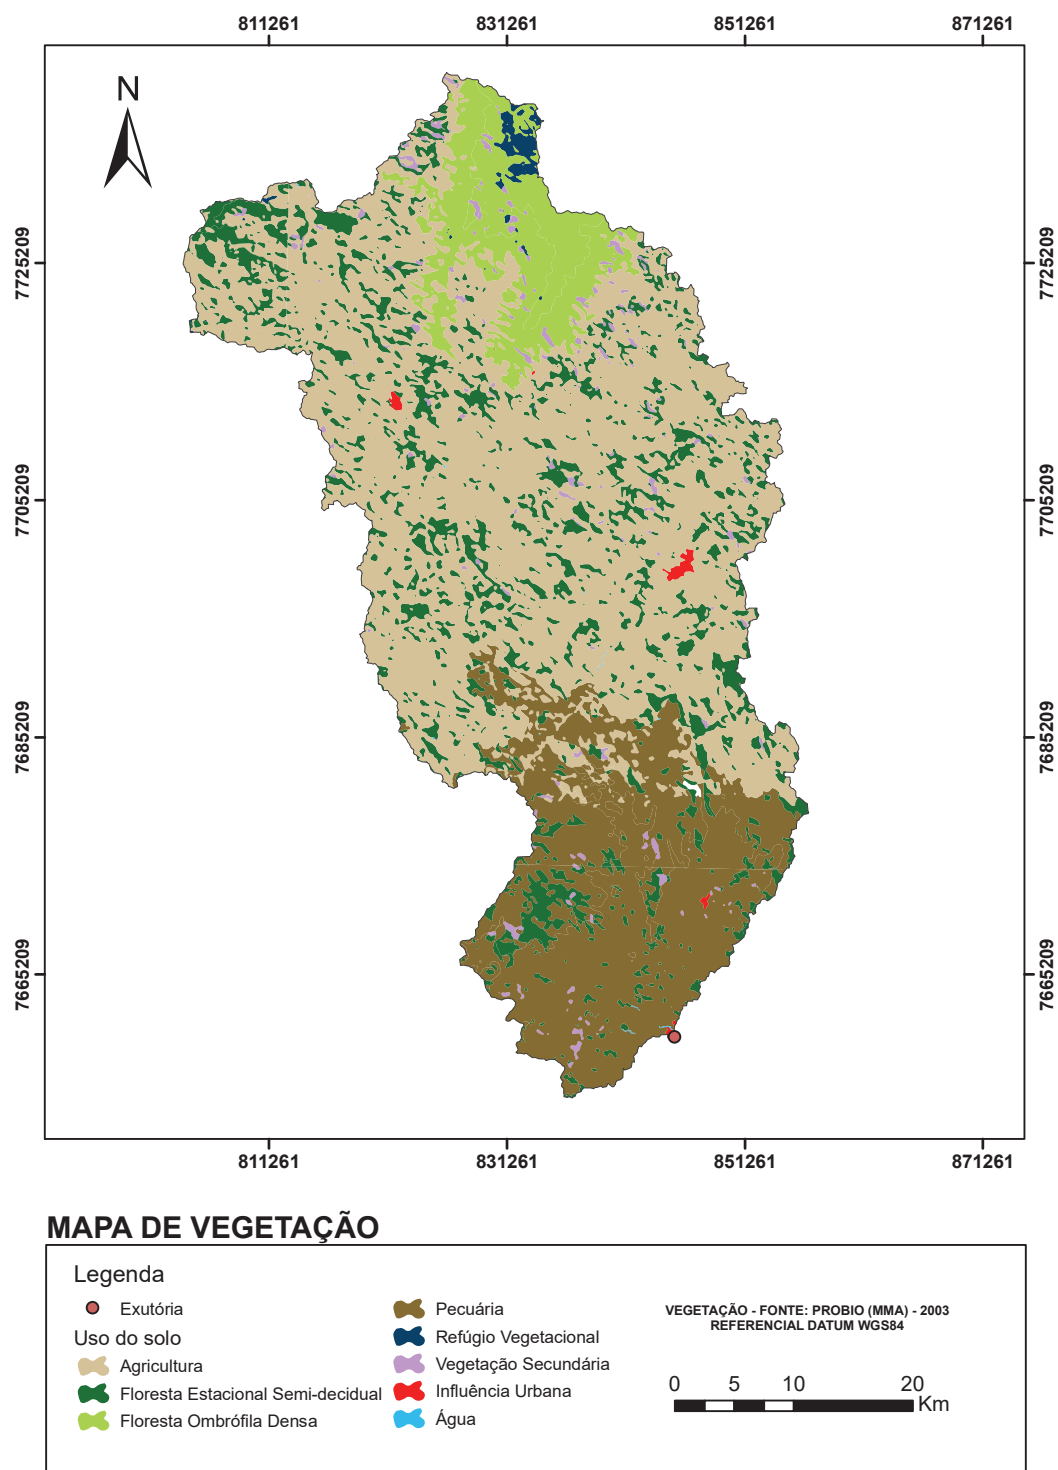 811261 831261 851261 871261
N
7725209 7725209
7705209 7705209
7685209 7685209
7665209 7665209
811261 831261 851261 871261
MAPA DE VEGETAÇÃO
Legenda
Exutória
Uso do solo
Agricultura
Floresta Estacional Semi-decidual
Floresta Ombrófila Densa
Pecuária
Refúgio Vegetacional
Vegetação Secundária
Influência Urbana
Água
VEGETAÇÃO - FONTE: PROBIO (MMA) - 2003
REFERENCIAL DATUM WGS84
0 5 10 20
Km